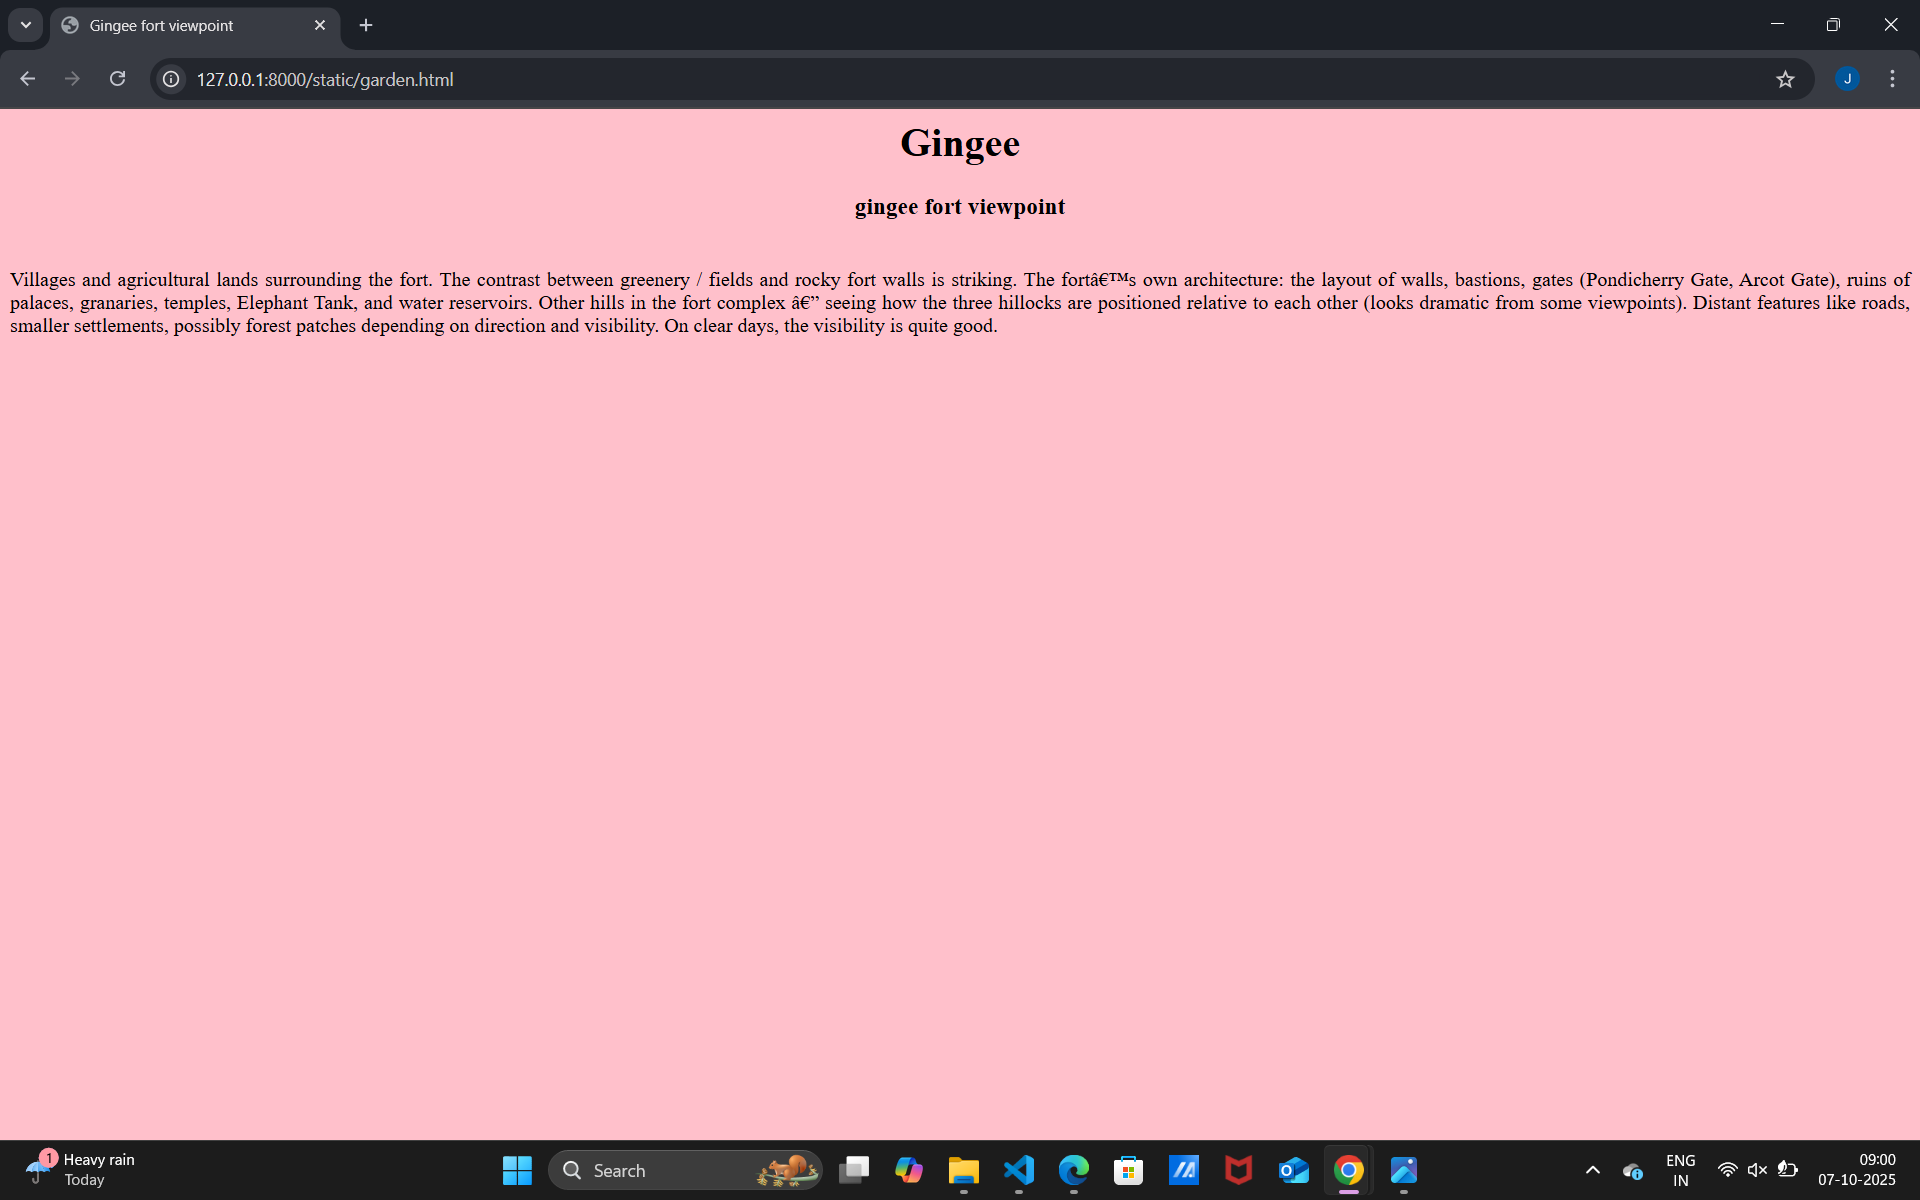 Gingee fort viewpoint
127.0.0.1:8000/static/garden.html
J
Gingee
gingee fort viewpoint
Villages and agricultural lands surrounding the fort. The contrast between greenery / fields and rocky fort walls is striking. The fortâ€™s own architecture: the layout of walls, bastions, gates (Pondicherry Gate, Arcot Gate), ruins of
palaces, granaries, temples, Elephant Tank, and water reservoirs. Other hills in the fort complex â€” seeing how the three hillocks are positioned relative to each other (looks dramatic from some viewpoints). Distant features like roads,
smaller settlements, possibly forest patches depending on direction and visibility. On clear days, the visibility is quite good.
1
Heavy rain
Today
Search
ENG
IN
09:00
07-10-2025